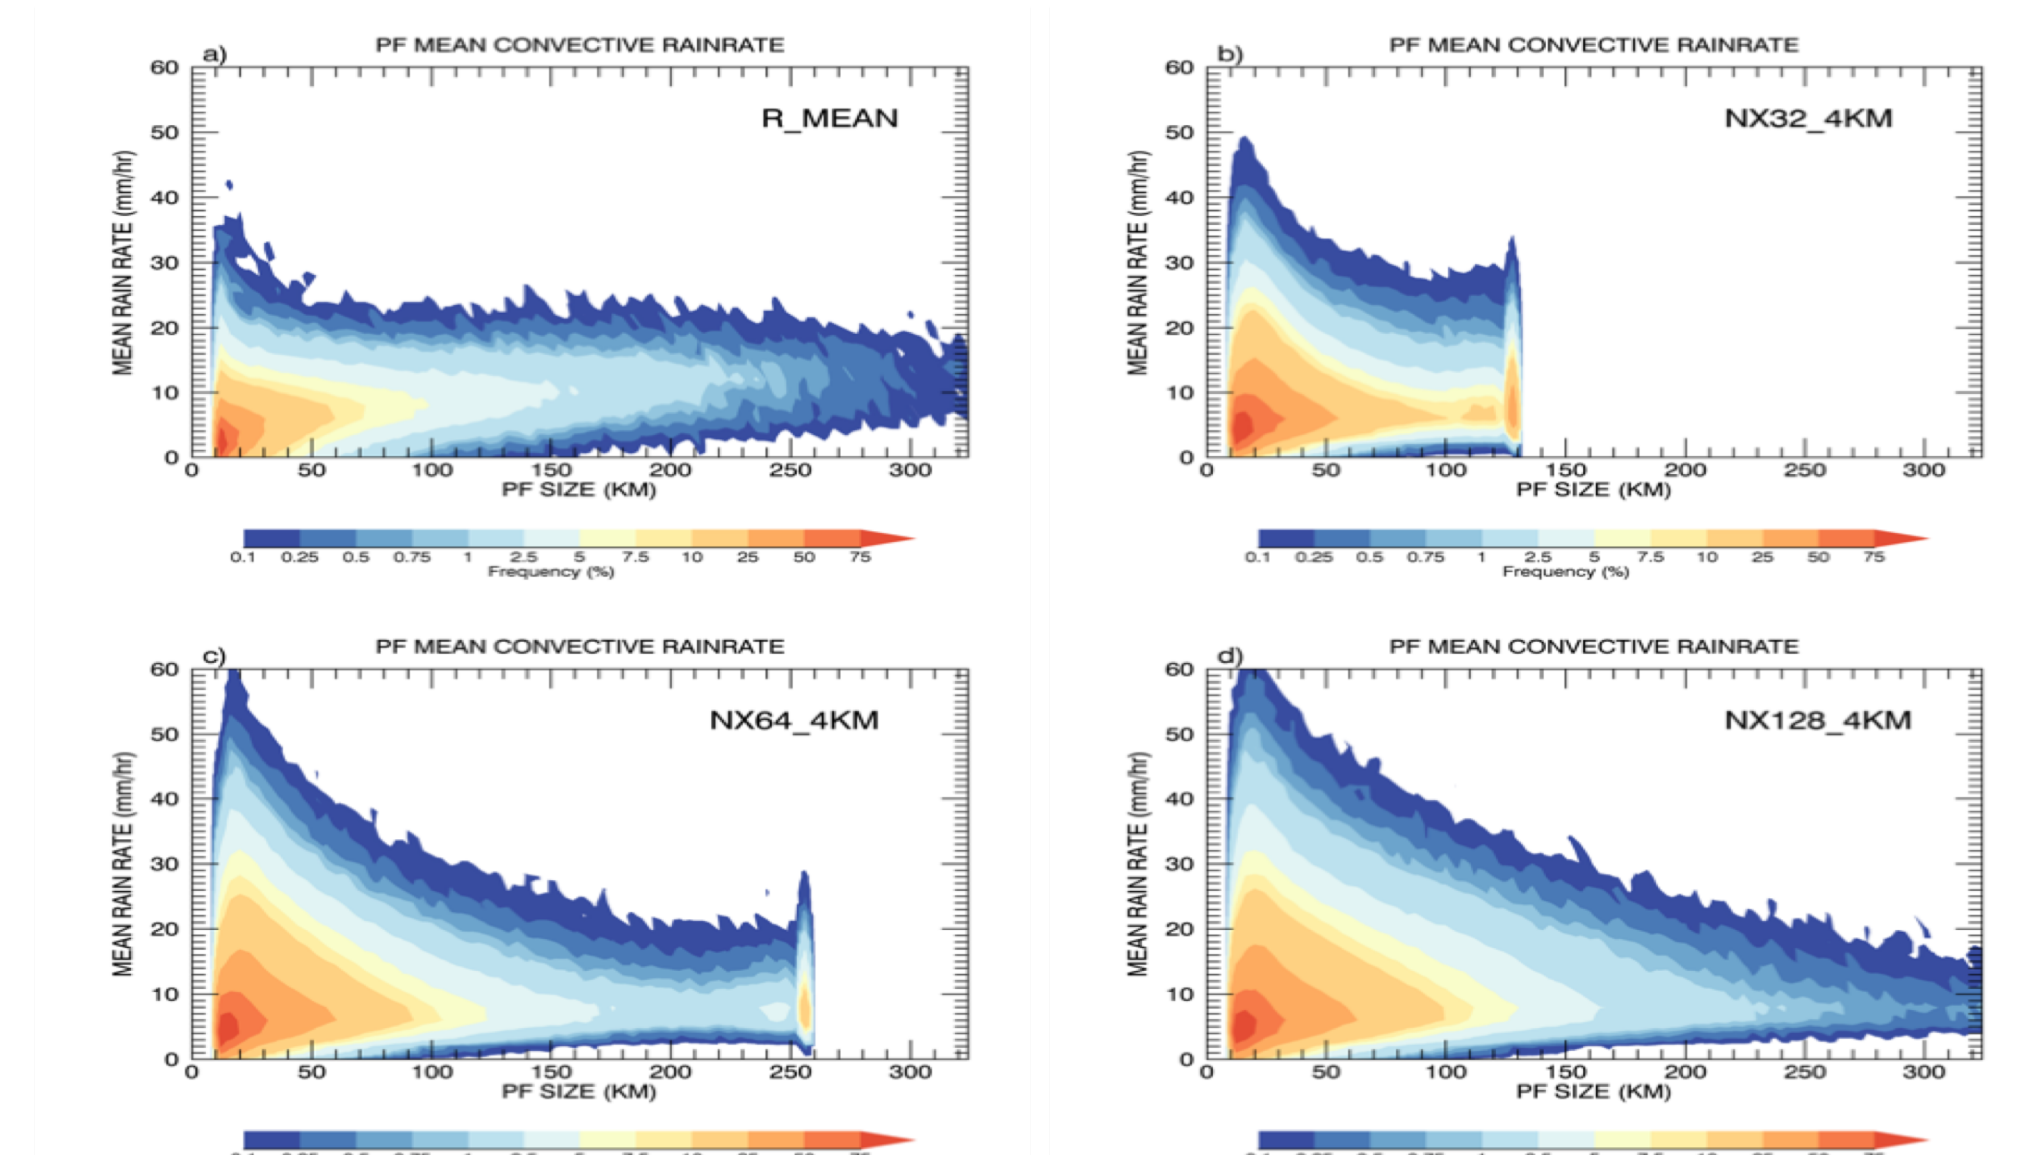 a)
PF MEAN CONVECTIVE RAINRATE
R_MEAN
MEAN RAIN RATE (mm/hr)
60
50
40
30
20
10
0
0 50 100 150 200 250 300
PF SIZE (KM)
0.1 0.25 0.5 0.75 1 2.5 5 7.5 10 25 50 75
Frequency (%)
b)
PF MEAN CONVECTIVE RAINRATE
NX32_4KM
MEAN RAIN RATE (mm/hr)
60
50
40
30
20
10
0
0 50 100 150 200 250 300
PF SIZE (KM)
0.1 0.25 0.5 0.75 1 2.5 5 7.5 10 25 50 75
Frequency (%)
c)
PF MEAN CONVECTIVE RAINRATE
NX64_4KM
MEAN RAIN RATE (mm/hr)
60
50
40
30
20
10
0
0 50 100 150 200 250 300
PF SIZE (KM)
d)
PF MEAN CONVECTIVE RAINRATE
NX128_4KM
MEAN RAIN RATE (mm/hr)
60
50
40
30
20
10
0
0 50 100 150 200 250 300
PF SIZE (KM)